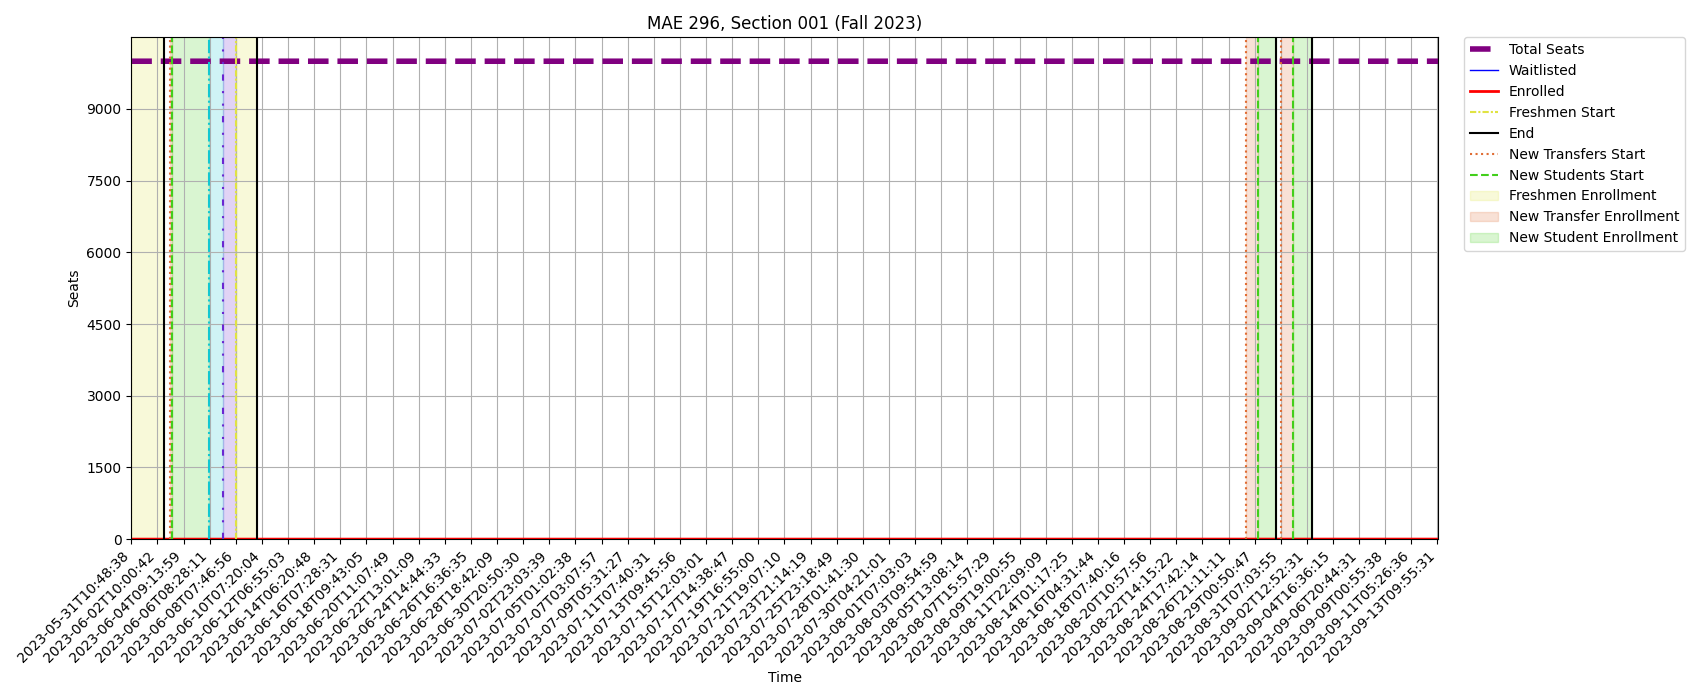 MAE 296, Section 001 (Fall 2023)
Total Seats
Waitlisted
Enrolled
Freshmen Start
End
New Transfers Start
New Students Start
Freshmen Enrollment
New Transfer Enrollment
New Student Enrollment
Seats
9000
7500
6000
4500
3000
1500
0
2023-05-31T10:48:38
2023-06-02T10:00:42
2023-06-04T09:13:59
2023-06-06T08:28:11
2023-06-08T07:46:56
2023-06-10T07:20:04
2023-06-12T06:55:03
2023-06-14T06:20:48
2023-06-16T07:28:31
2023-06-18T09:43:05
2023-06-20T11:07:49
2023-06-22T13:01:09
2023-06-24T14:44:33
2023-06-26T16:36:35
2023-06-28T18:42:09
2023-06-30T20:50:30
2023-07-02T23:03:39
2023-07-05T01:02:38
2023-07-07T03:07:57
2023-07-09T05:31:27
2023-07-11T07:40:31
2023-07-13T09:45:56
2023-07-15T12:03:01
2023-07-17T14:38:47
2023-07-19T16:55:00
2023-07-21T19:07:10
2023-07-23T21:14:19
2023-07-25T23:18:49
2023-07-28T01:41:30
2023-07-30T04:21:01
2023-08-01T07:03:03
2023-08-03T09:54:59
2023-08-05T13:08:14
2023-08-07T15:57:29
2023-08-09T19:00:55
2023-08-11T22:09:09
2023-08-14T01:17:25
2023-08-16T04:31:44
2023-08-18T07:40:16
2023-08-20T10:57:56
2023-08-22T14:15:22
2023-08-24T17:42:14
2023-08-26T21:11:11
2023-08-29T00:50:47
2023-08-31T07:03:55
2023-09-02T12:52:31
2023-09-04T16:36:15
2023-09-06T20:44:31
2023-09-09T00:55:38
2023-09-11T05:26:36
2023-09-13T09:55:31
Time